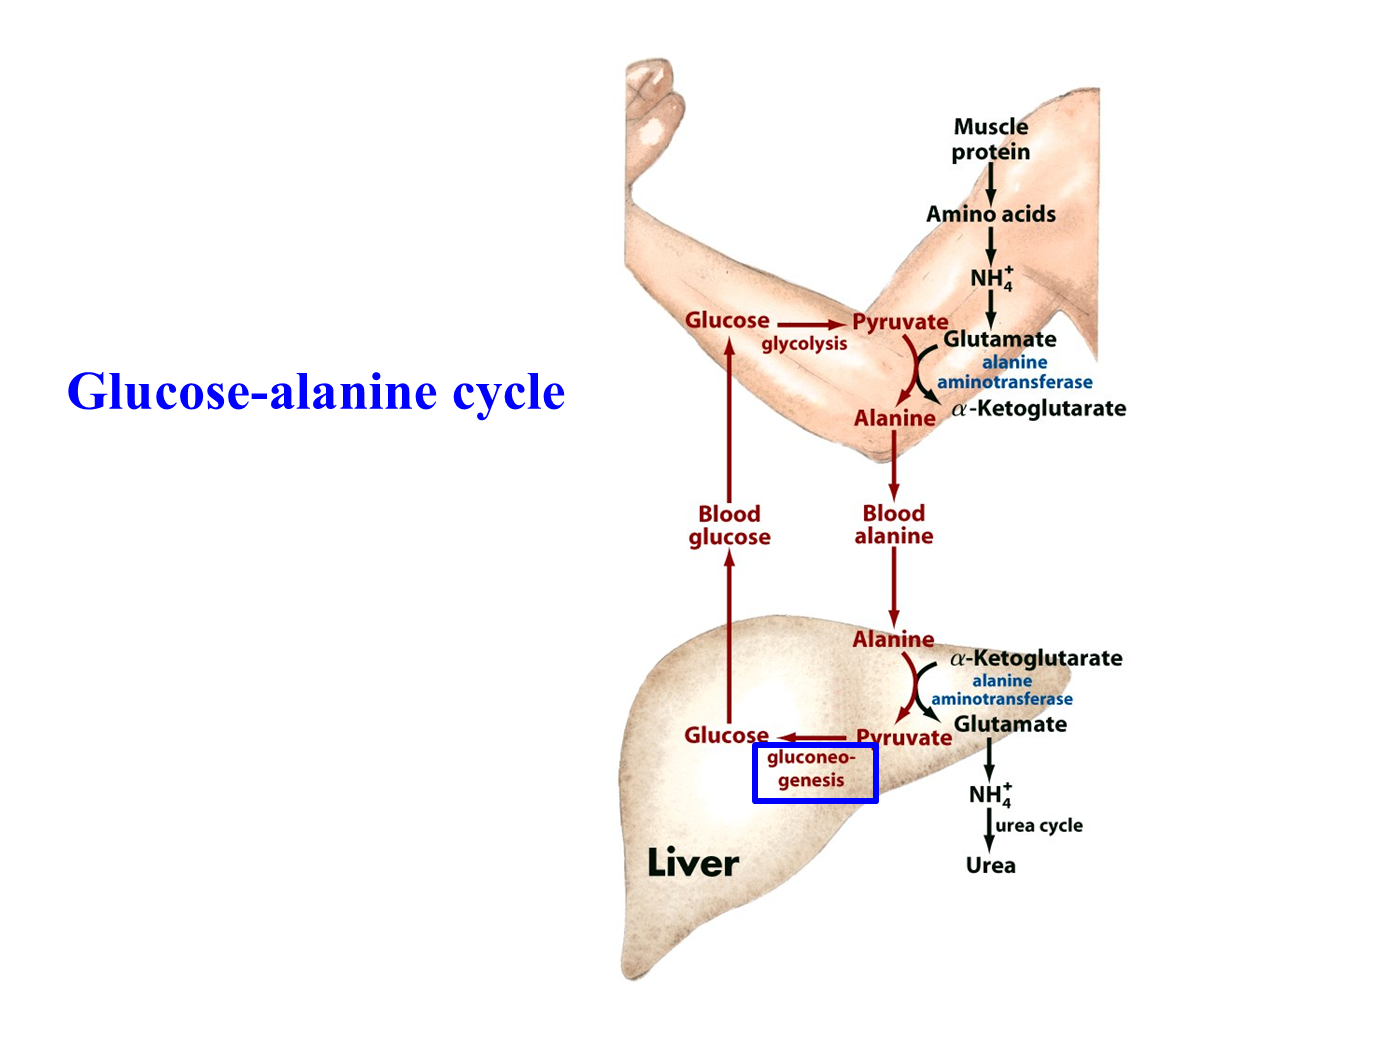 Glucose-alanine cycle
Muscle
protein
Amino acids
NH₄⁺
Glucose
glycolysis
Pyruvate
Glutamate
alanine
aminotransferase
Alanine
α-Ketoglutarate
Blood
glucose
Blood
alanine
Alanine
α-Ketoglutarate
alanine
aminotransferase
Glutamate
Glucose
Pyruvate
gluconeo-
genesis
NH₄⁺
urea cycle
Urea
Liver